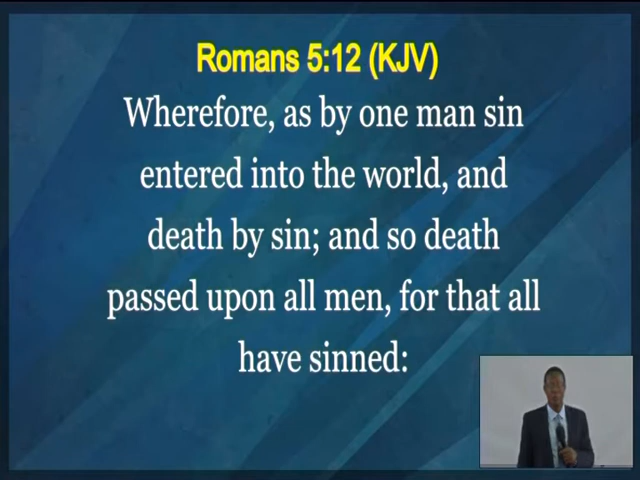 Romans 5:12 (KJV)
Wherefore, as by one man sin
entered into the world, and
death by sin; and so death
passed upon all men, for that all
have sinned: